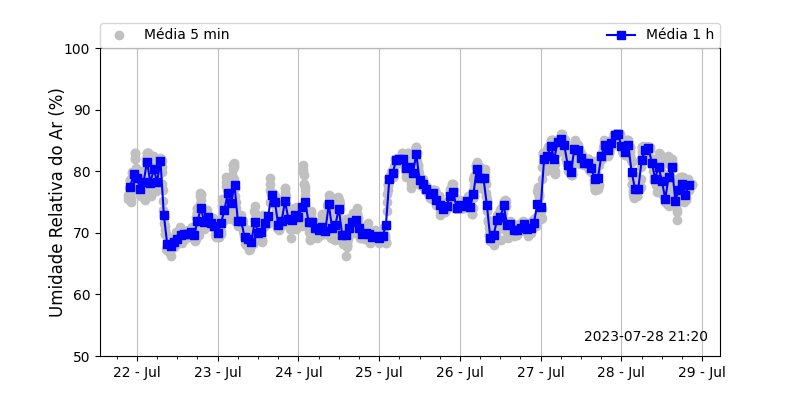 Média 5 min
Média 1 h
100
90
80
70
60
50
Umidade Relativa do Ar (%)
2023-07-28 21:20
22 - Jul
23 - Jul
24 - Jul
25 - Jul
26 - Jul
27 - Jul
28 - Jul
29 - Jul